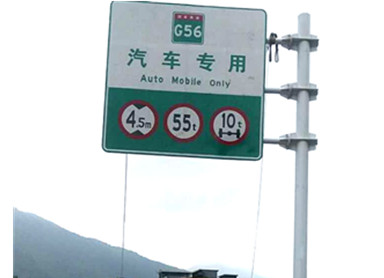 G56
汽车专用
Auto Mobile Only
4.5m 55t 10t